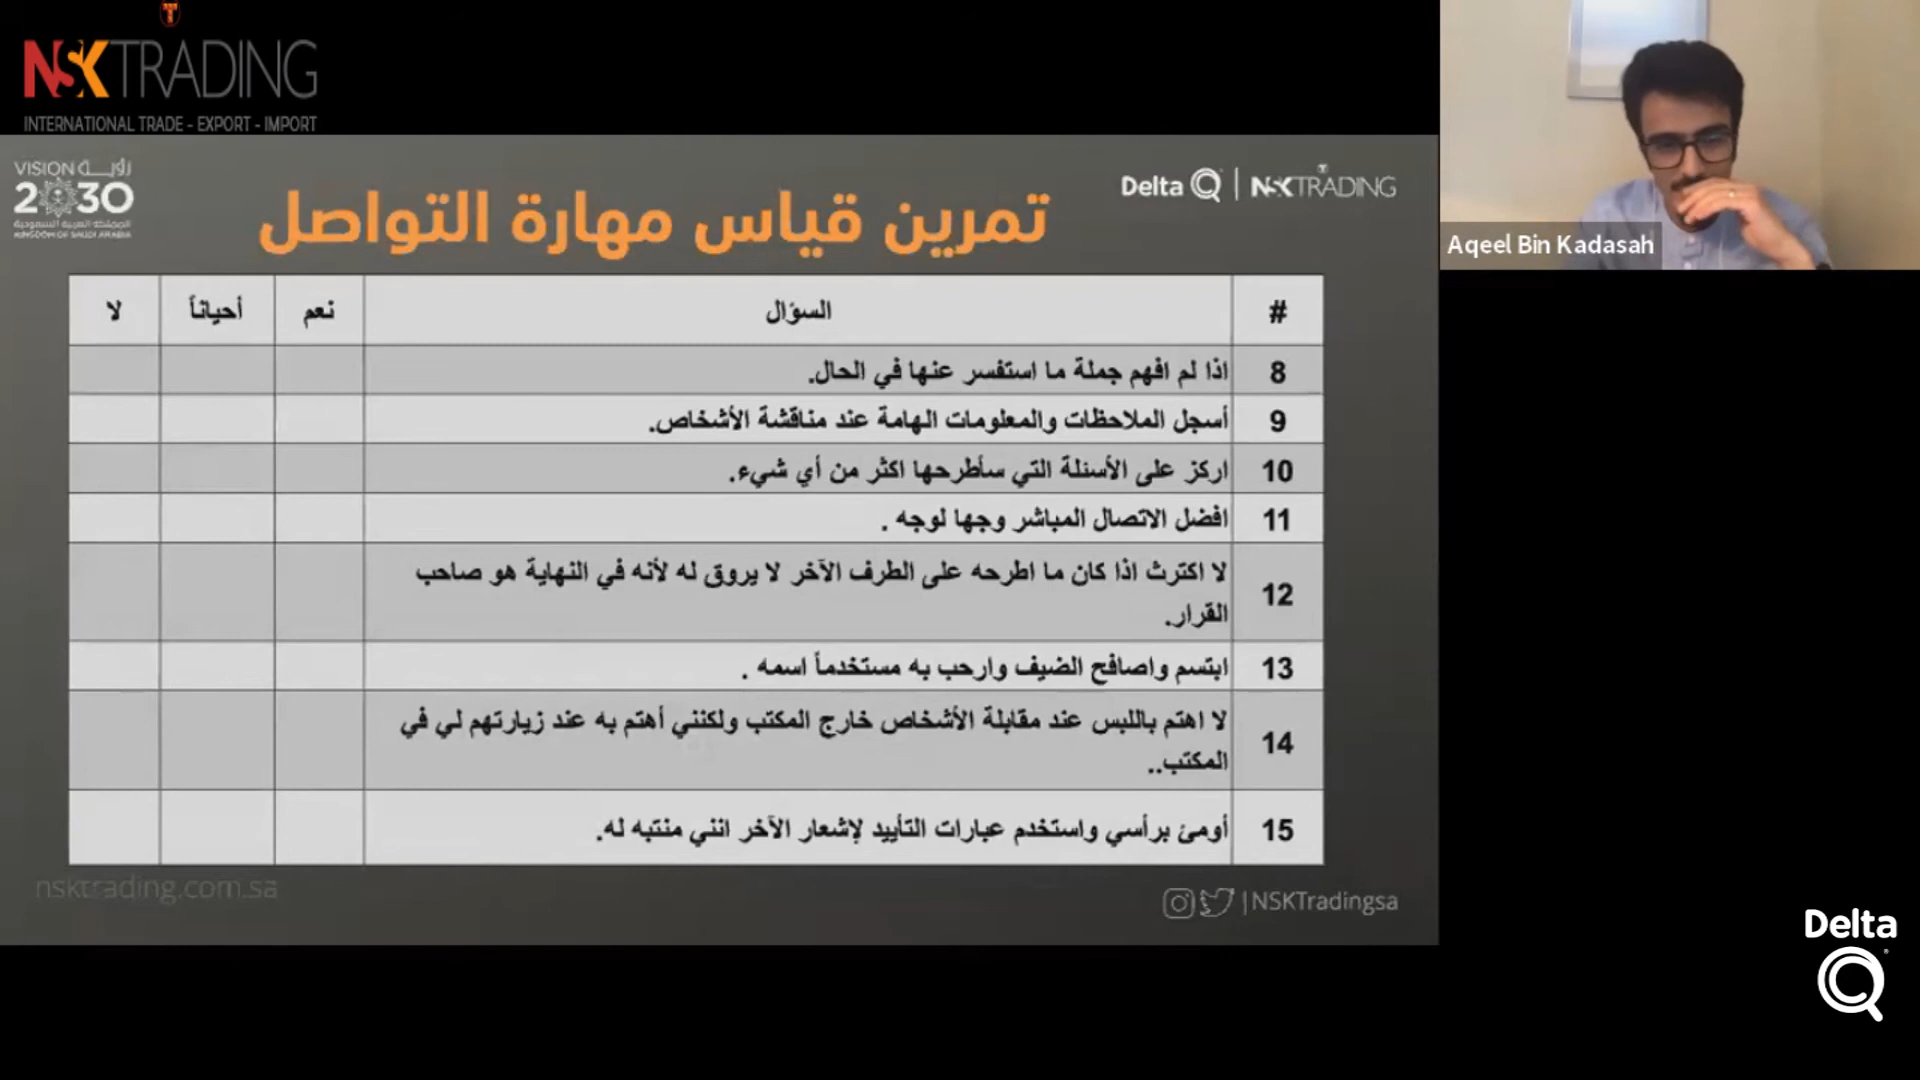 NSKTRADING
INTERNATIONAL TRADE - EXPORT - IMPORT
VISION رؤيـــة
2030
المملكة العربية السعودية
KINGDOM OF SAUDI ARABIA
Delta Q | NSKTRADING
تمرين قياس مهارة التواصل
# السؤال نعم أحياناً لا
8 اذا لم افهم جملة ما استفسر عنها في الحال.
9 أسجل الملاحظات والمعلومات الهامة عند مناقشة الأشخاص.
10 اركز على الأسئلة التي سأطرحها اكثر من أي شيء.
11 افضل الاتصال المباشر وجها لوجه .
12 لا اكترث اذا كان ما اطرحه على الطرف الآخر لا يروق له لأنه في النهاية هو صاحب
القرار.
13 ابتسم واصافح الضيف وارحب به مستخدماً اسمه .
14 لا اهتم باللبس عند مقابلة الأشخاص خارج المكتب ولكنني أهتم به عند زيارتهم لي في
المكتب..
15 أومئ برأسي واستخدم عبارات التأييد لإشعار الآخر انني منتبه له.
nsktrading.com.sa
|NSKTradingsa
Aqeel Bin Kadasah
Delta
Q